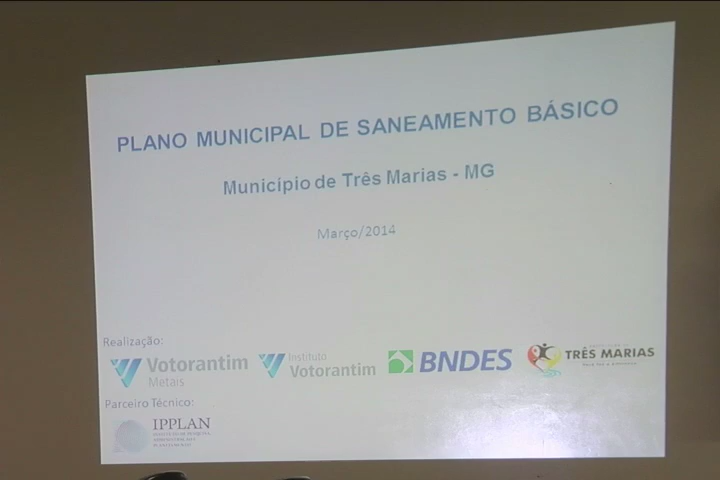 PLANO MUNICIPAL DE SANEAMENTO BÁSICO
Município de Três Marias - MG
Março/2014
Realização:
Votorantim
Metais
Instituto
Votorantim
BNDES
TRÊS MARIAS
Parceiro Técnico:
IPPLAN